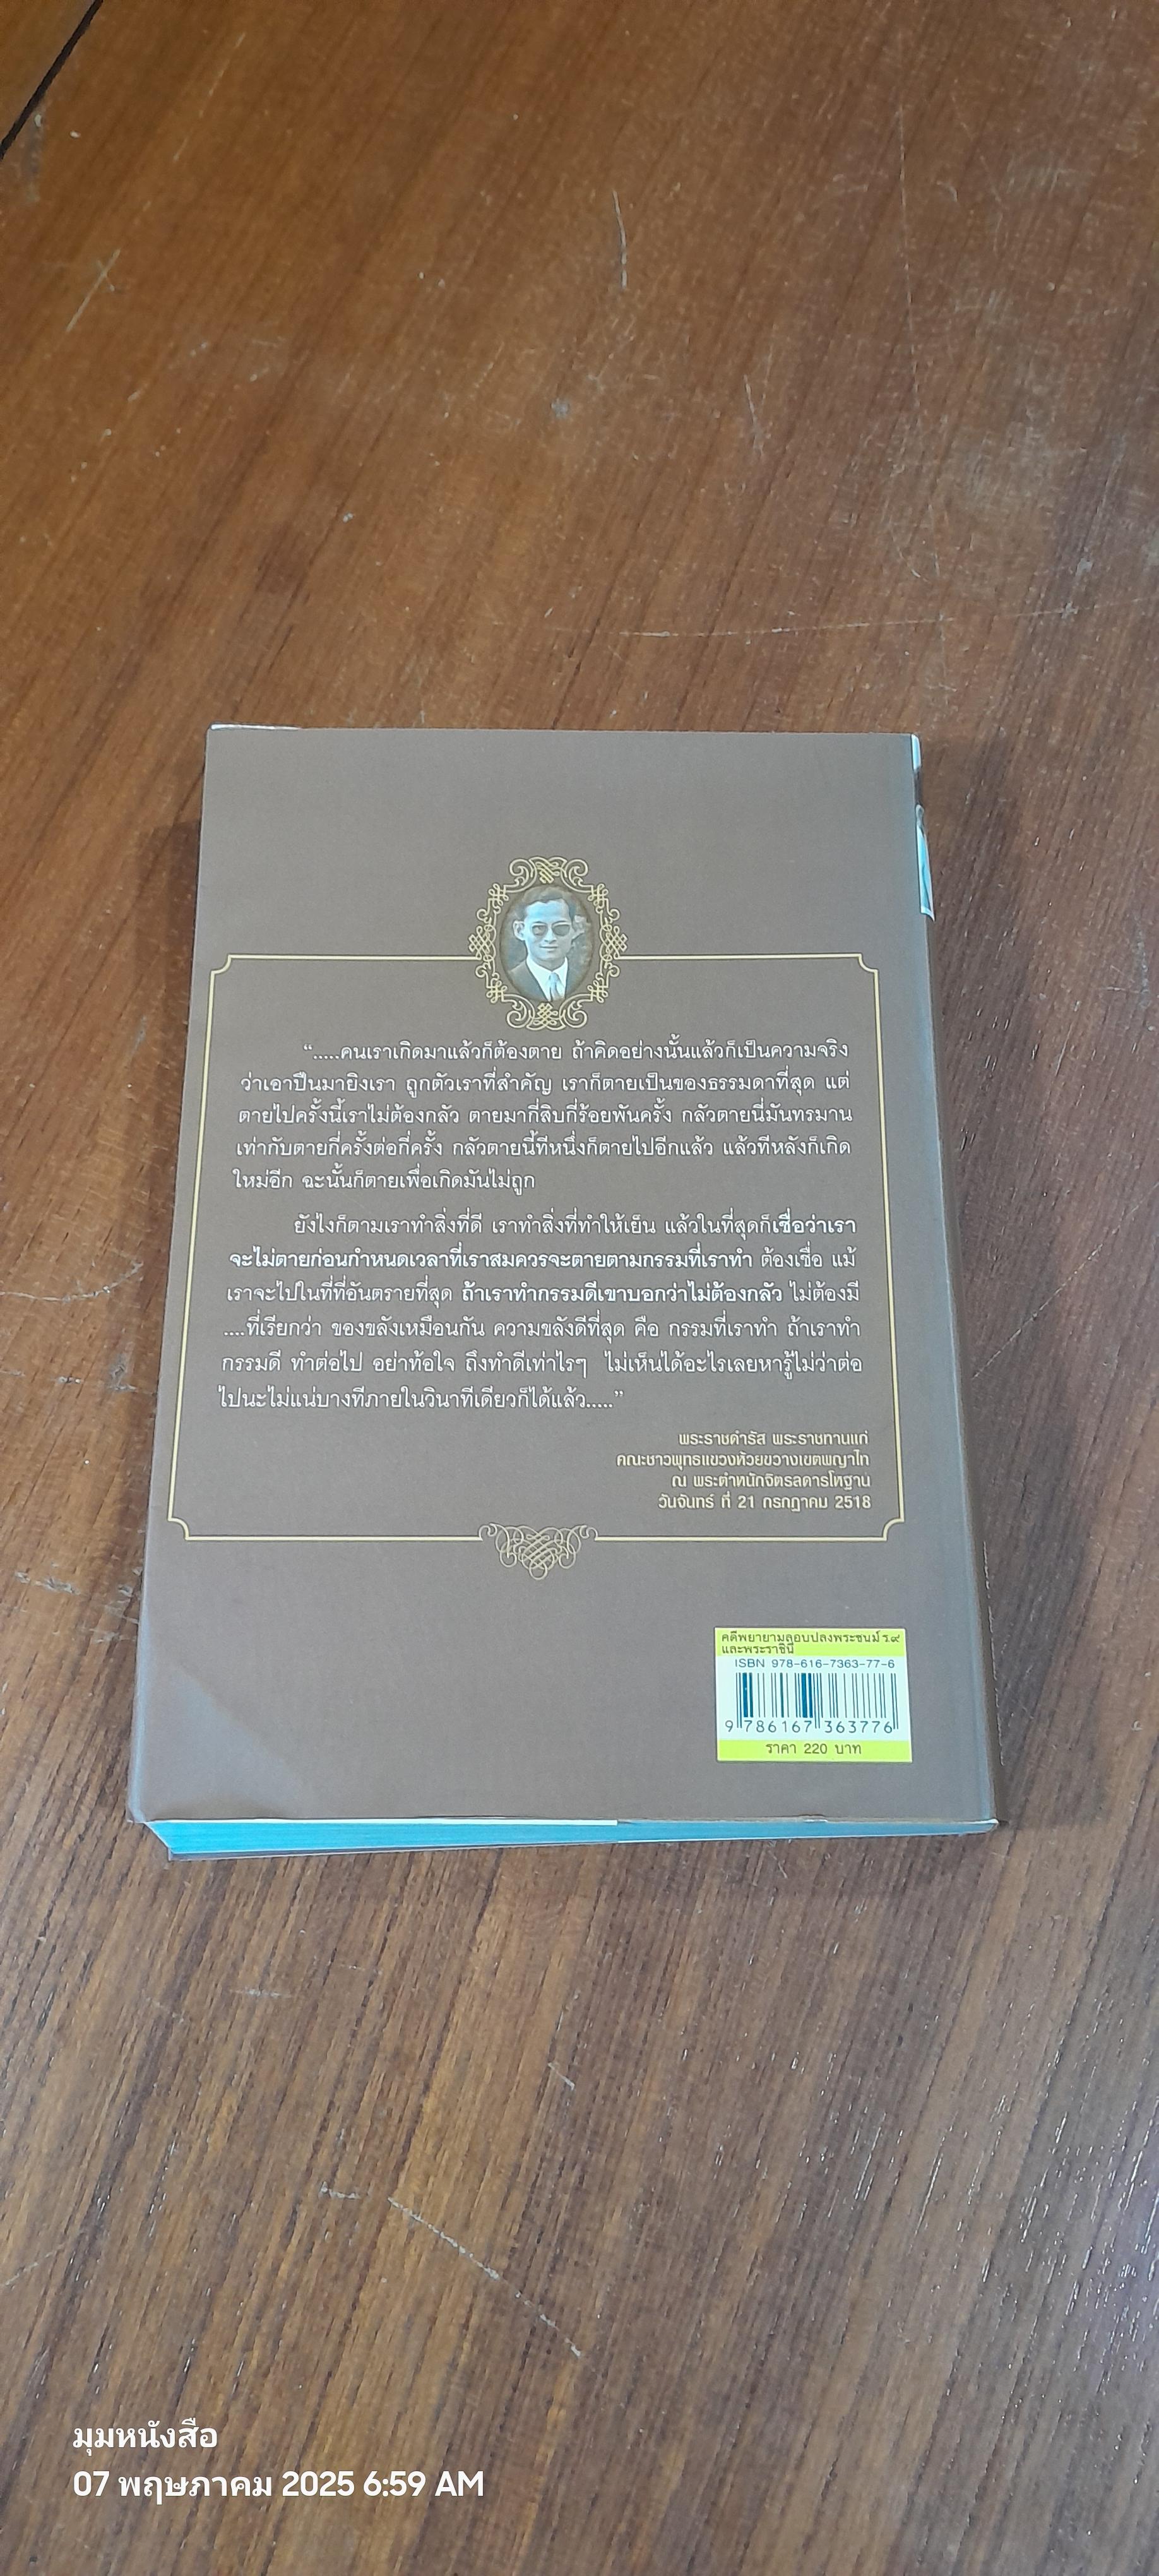 “.....คนเราเกิดมาแล้วก็ต้องตาย ถ้าคิดอย่างนั้นแล้วก็เป็นความจริง
ว่าเอาปืนมายิงเรา ถูกตัวเราที่สำคัญ เราก็ตายเป็นของธรรมดาที่สุด แต่
ตายไปครั้งนี้เราไม่ต้องกลัว ตายมากี่สิบกี่ร้อยพันครั้ง กลัวตายนี่มันทรมาน
เท่ากับตายกี่ครั้งต่อกี่ครั้ง กลัวตายนี้ทีหนึ่งก็ตายไปอีกแล้ว แล้วทีหลังก็เกิด
ใหม่อีก ฉะนั้นก็ตายเพื่อเกิดมันไม่ถูก
ยังไงก็ตามเราทำสิ่งที่ดี เราทำสิ่งที่ทำให้เย็น แล้วในที่สุดก็เชื่อว่าเรา
จะไม่ตายก่อนกำหนดเวลาที่เราสมควรจะตายตามกรรมที่เราทำ ต้องเชื่อ แม้
เราจะไปในที่ที่อันตรายที่สุด ถ้าเราทำกรรมดีเขาบอกว่าไม่ต้องกลัว ไม่ต้องมี
....ที่เรียกว่า ของขลังเหมือนกัน ความขลังดีที่สุด คือ กรรมที่เราทำ ถ้าเราทำ
กรรมดี ทำต่อไป อย่าท้อใจ ถึงทำดีเท่าไรๆ ไม่เห็นได้อะไรเลยหารู้ไม่ว่าต่อ
ไปนะไม่แน่บางทีภายในวินาทีเดียวก็ได้แล้ว.....”
พระราชดำรัส พระราชทานแก่
คณะชาวพุทธแขวงห้วยขวางเขตพญาไท
ณ พระตำหนักจิตรลดารโหฐาน
วันจันทร์ ที่ 21 กรกฎาคม 2518
คดีพยายามลอบปลงพระชนม์ ร.๙
และพระราชินี
ISBN 978-616-7363-77-6
9 786167 363776
ราคา 220 บาท
มุมหนังสือ
07 พฤษภาคม 2025 6:59 AM